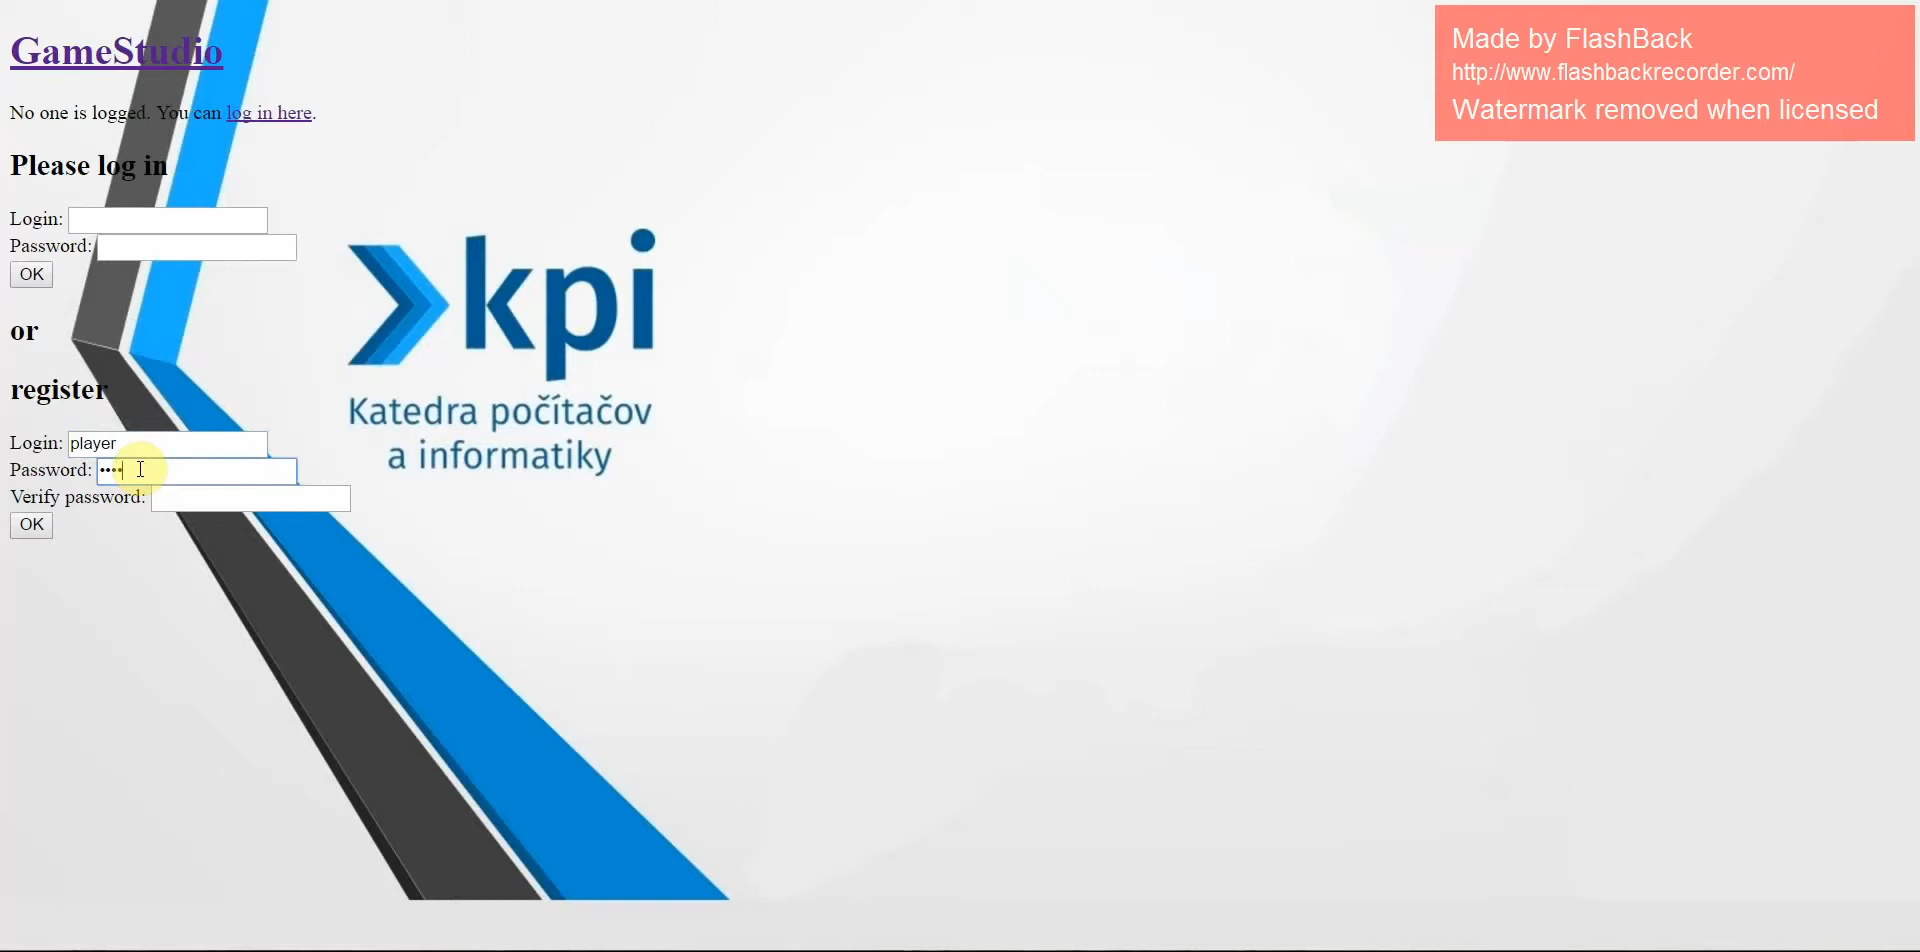 GameStudio
No one is logged. You can log in here.
Please log in
Login:
Password:
OK
or
register
Login: player
Password: ••••
Verify password:
OK
kpi
Katedra počítačov
a informatiky
Made by FlashBack
http://www.flashbackrecorder.com/
Watermark removed when licensed